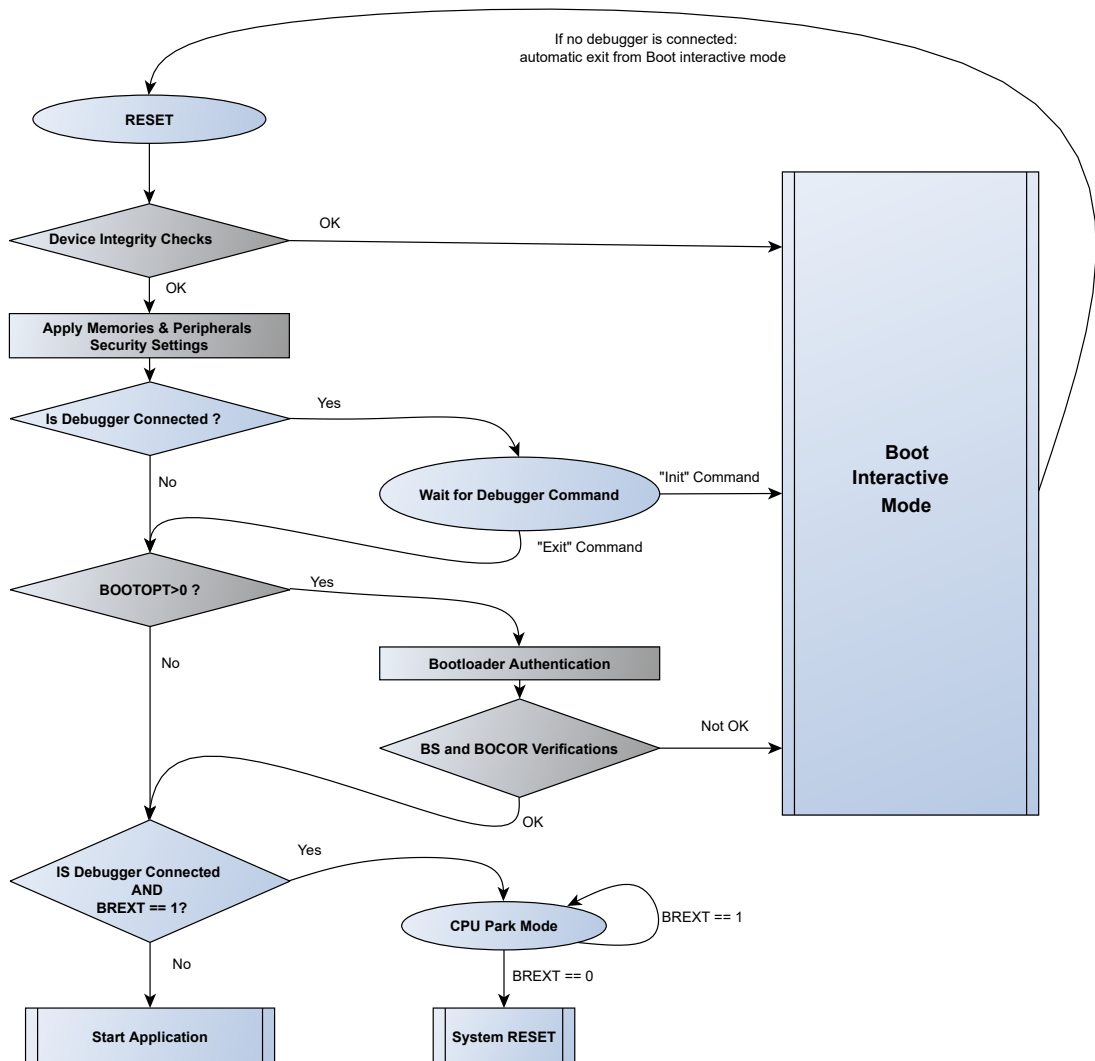 If no debugger is connected:
automatic exit from Boot interactive mode
RESET
Device Integrity Checks
OK
OK
Apply Memories & Peripherals
Security Settings
Is Debugger Connected ?
Yes
No
Wait for Debugger Command
"Init" Command
"Exit" Command
Boot
Interactive
Mode
BOOTOPT>0 ?
Yes
No
Bootloader Authentication
BS and BOCOR Verifications
Not OK
OK
IS Debugger Connected
AND
BREXT == 1?
Yes
No
CPU Park Mode
BREXT == 1
BREXT == 0
Start Application
System RESET